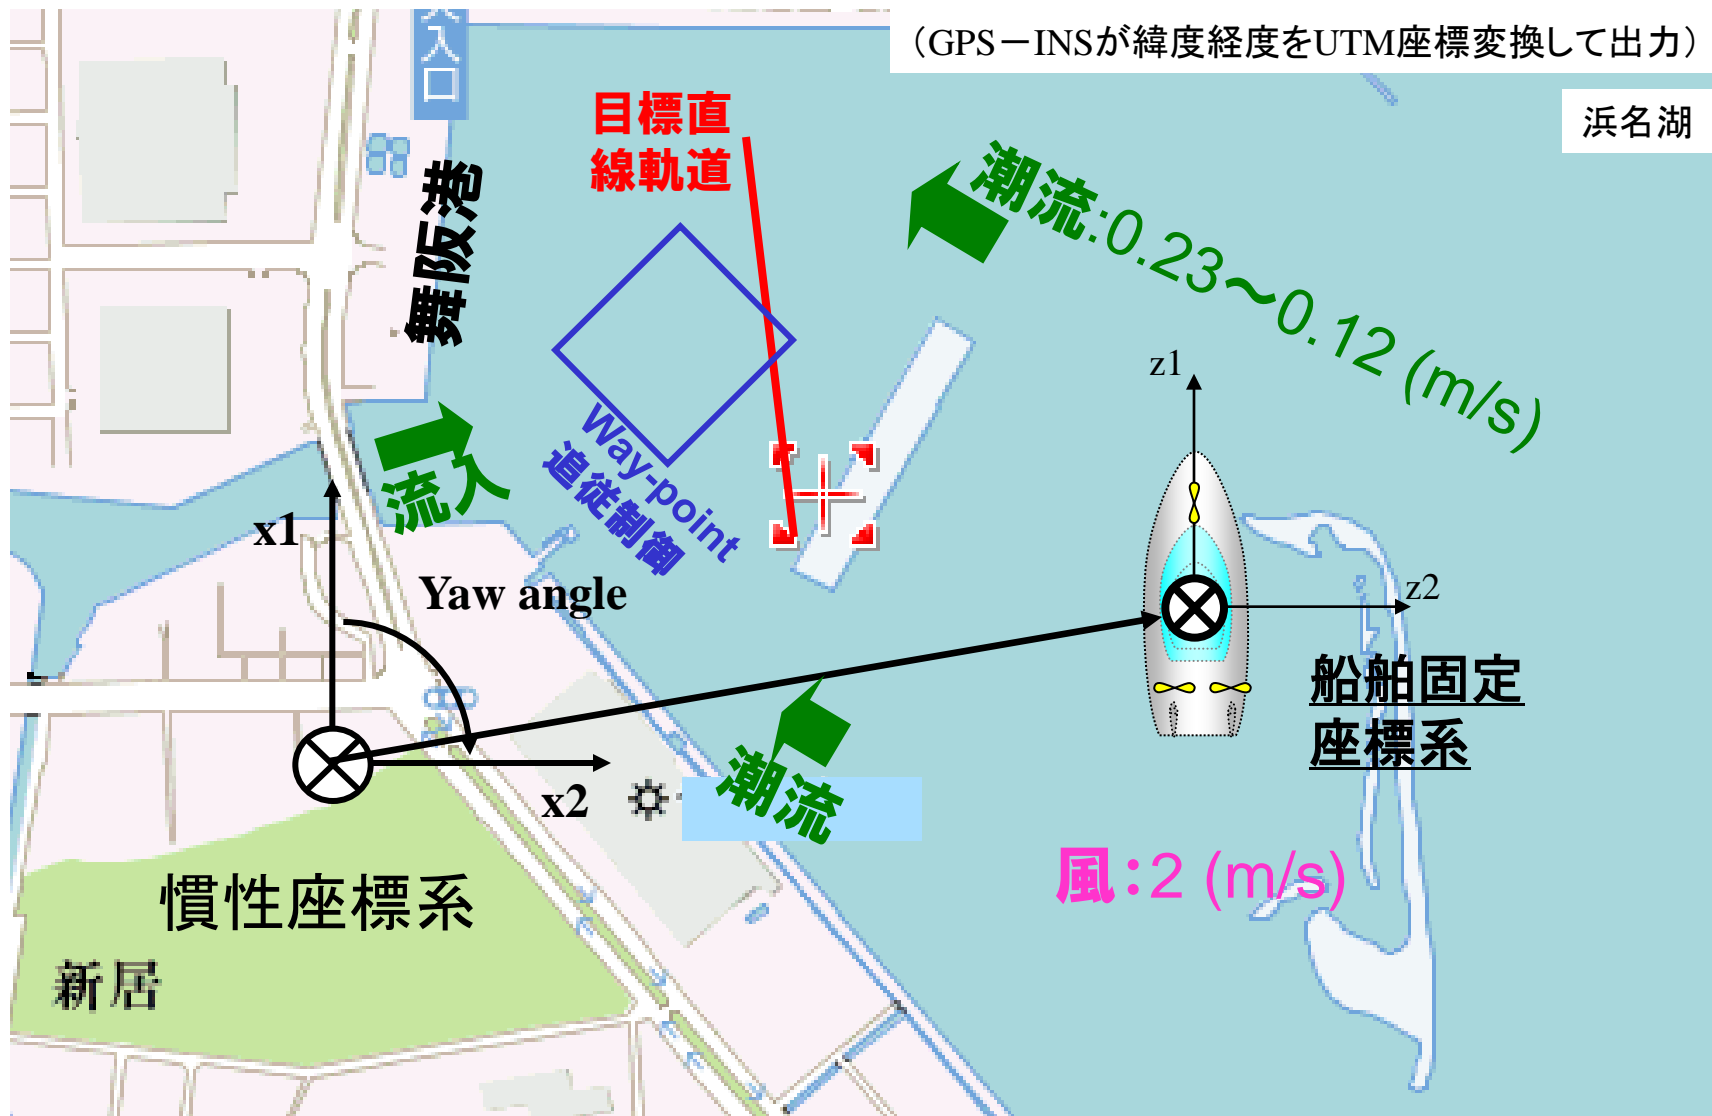 （GPS－INSが緯度経度をUTM座標変換して出力）
浜名湖
入口
目標直
線軌道
舞阪港
潮流:0.23～0.12 (m/s)
z1
流入
Way-point
追従制御
x1
Yaw angle
z2
船舶固定
座標系
x2
潮流
風：2 (m/s)
慣性座標系
新居